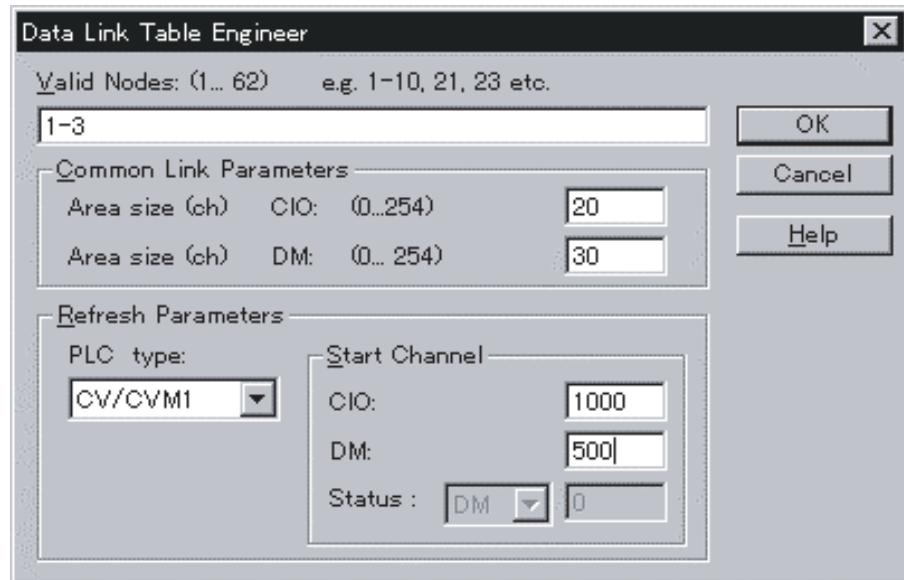 Data Link Table Engineer
Valid Nodes: (1... 62) e.g. 1-10, 21, 23 etc.
1-3
OK
Common Link Parameters
Cancel
Area size (ch) CIO: (0...254) 20
Help
Area size (ch) DM: (0... 254) 30
Refresh Parameters
PLC type:
CV/CVM1
Start Channel
CIO: 1000
DM: 500
Status : DM 0